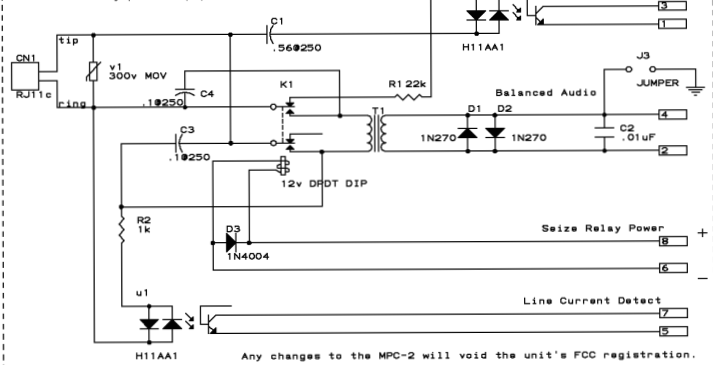 3
C1
.56@250
1
H11AA1
tip
CN1
RJ11c
v1
300v MOV
ring
.1@250
C4
K1
R1 22k
J3
JUMPER
Balanced Audio
T1
D1
D2
1N270
1N270
4
C2
.01uF
C3
.1@250
2
12v DPDT DIP
R2
1k
D3
1N4004
Seize Relay Power
8
+
6
−
u1
Line Current Detect
7
5
H11AA1
Any changes to the MPC-2 will void the unit's FCC registration.